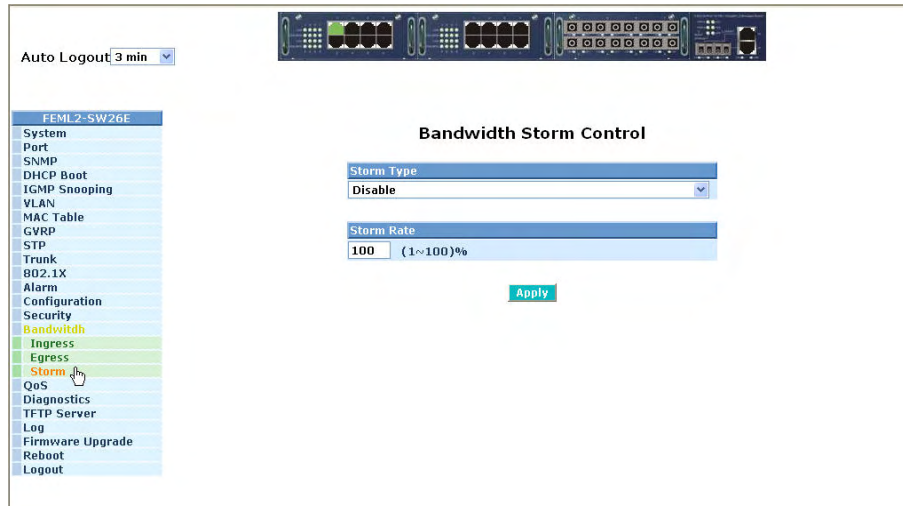 Auto Logout 3 min
FEML2-SW26E
System
Port
SNMP
DHCP Boot
IGMP Snooping
VLAN
MAC Table
GVRP
STP
Trunk
802.1X
Alarm
Configuration
Security
Bandwitdh
Ingress
Egress
Storm
QoS
Diagnostics
TFTP Server
Log
Firmware Upgrade
Reboot
Logout
Bandwidth Storm Control
Storm Type
Disable
Storm Rate
100 (1~100)%
Apply